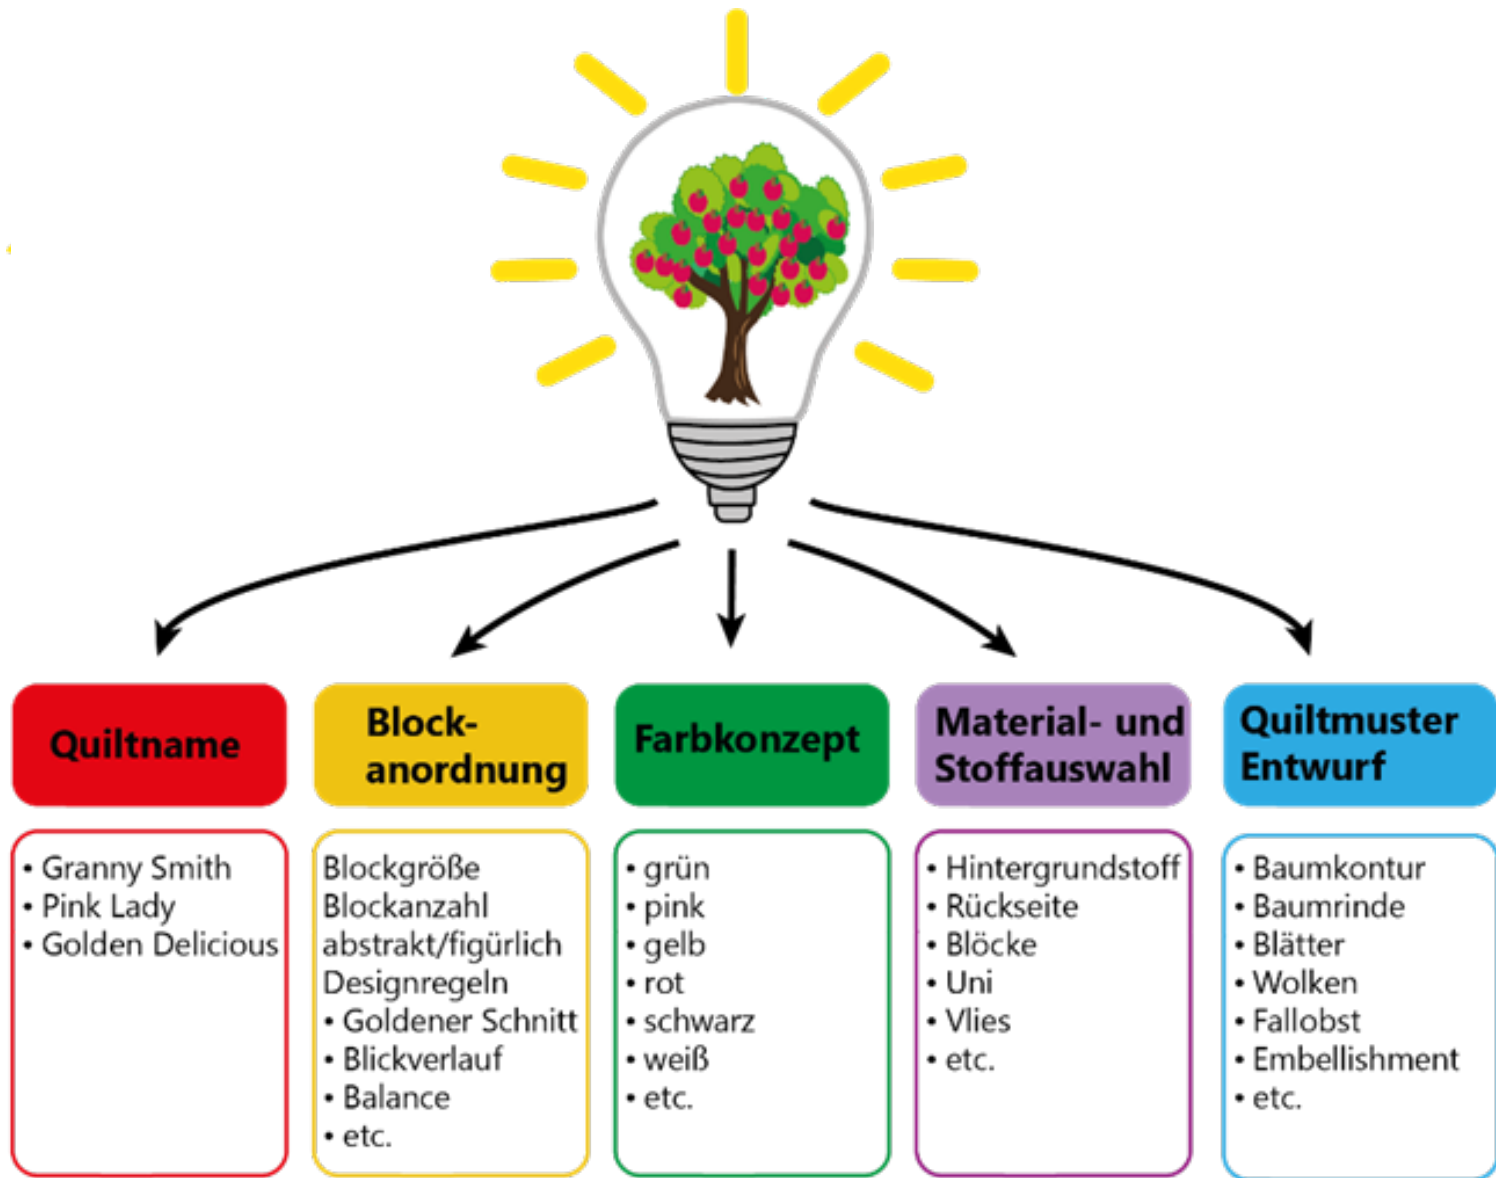 Quiltname
Block-
anordnung
Farbkonzept
Material- und
Stoffauswahl
Quiltmuster
Entwurf
• Granny Smith
• Pink Lady
• Golden Delicious
Blockgröße
Blockanzahl
abstrakt/figürlich
Designregeln
• Goldener Schnitt
• Blickverlauf
• Balance
• etc.
• grün
• pink
• gelb
• rot
• schwarz
• weiß
• etc.
• Hintergrundstoff
• Rückseite
• Blöcke
• Uni
• Vlies
• etc.
• Baumkontur
• Baumrinde
• Blätter
• Wolken
• Fallobst
• Embellishment
• etc.